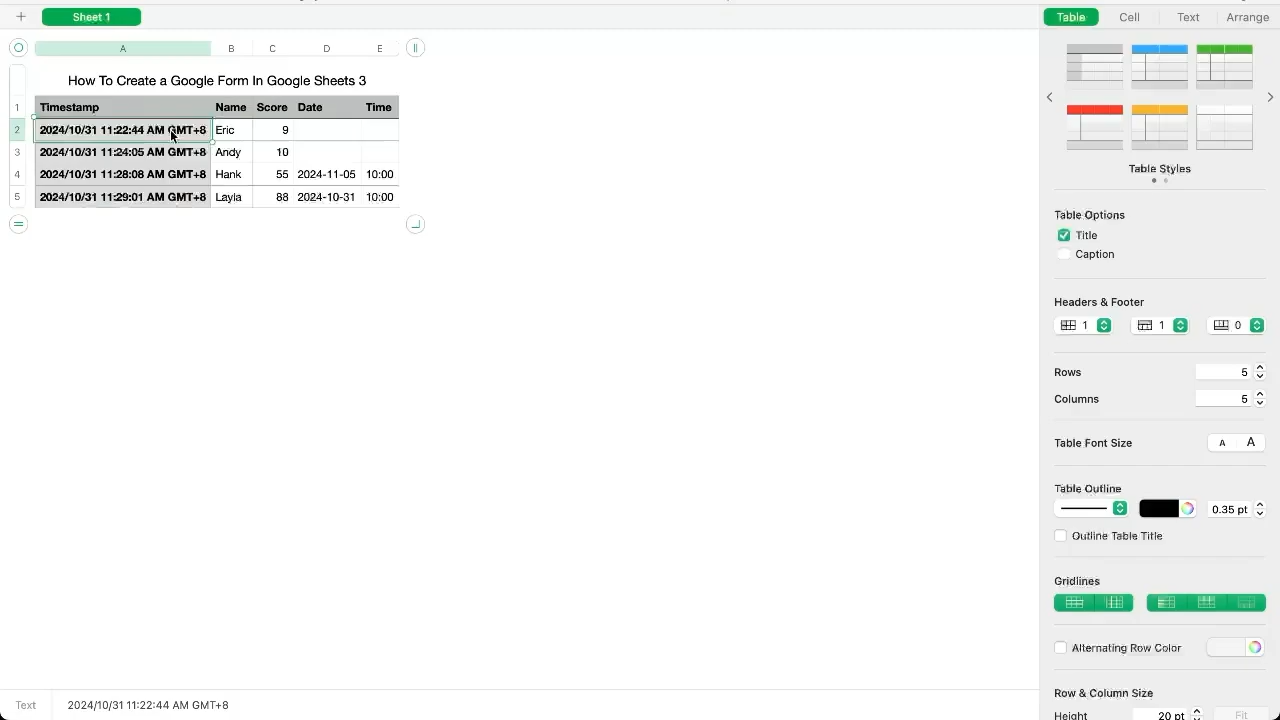 Sheet 1
Table Cell Text Arrange
A B C D E
How To Create a Google Form In Google Sheets 3
1 Timestamp Name Score Date Time
2 2024/10/31 11:22:44 AM GMT+8 Eric 9
3 2024/10/31 11:24:05 AM GMT+8 Andy 10
4 2024/10/31 11:28:08 AM GMT+8 Hank 55 2024-11-05 10:00
5 2024/10/31 11:29:01 AM GMT+8 Layla 88 2024-10-31 10:00
Table Styles
Table Options
Title
Caption
Headers & Footer
1 1 0
Rows 5
Columns 5
Table Font Size A A
Table Outline
0.35 pt
Outline Table Title
Gridlines
Alternating Row Color
Row & Column Size
Height 20 pt Fit
Text 2024/10/31 11:22:44 AM GMT+8